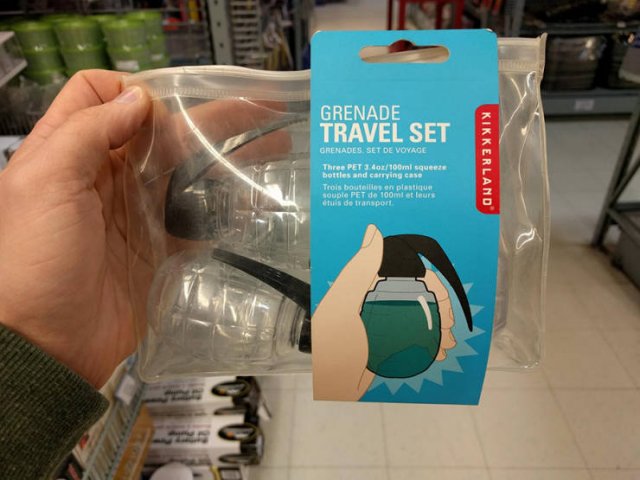 GRENADE
TRAVEL SET
GRENADES. SET DE VOYAGE
Three PET 3.4oz/100ml squeeze
bottles and carrying case
Trois bouteilles en plastique
souple PET de 100ml et leurs
étuis de transport.
KIKKERLAND®